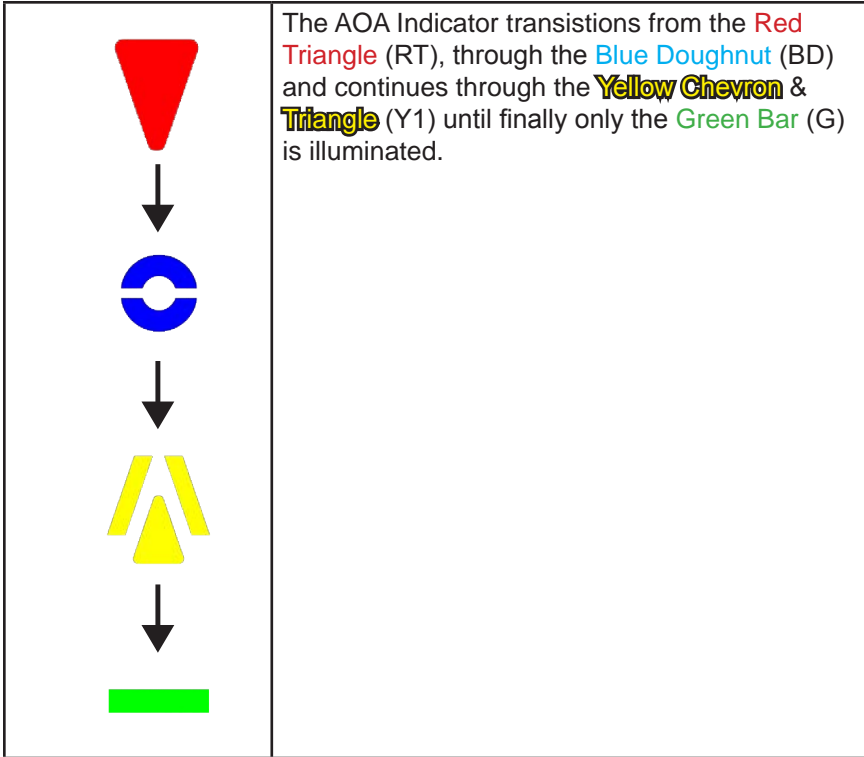 The AOA Indicator transistions from the Red
Triangle (RT), through the Blue Doughnut (BD)
and continues through the Yellow Chevron &
Triangle (Y1) until finally only the Green Bar (G)
is illuminated.